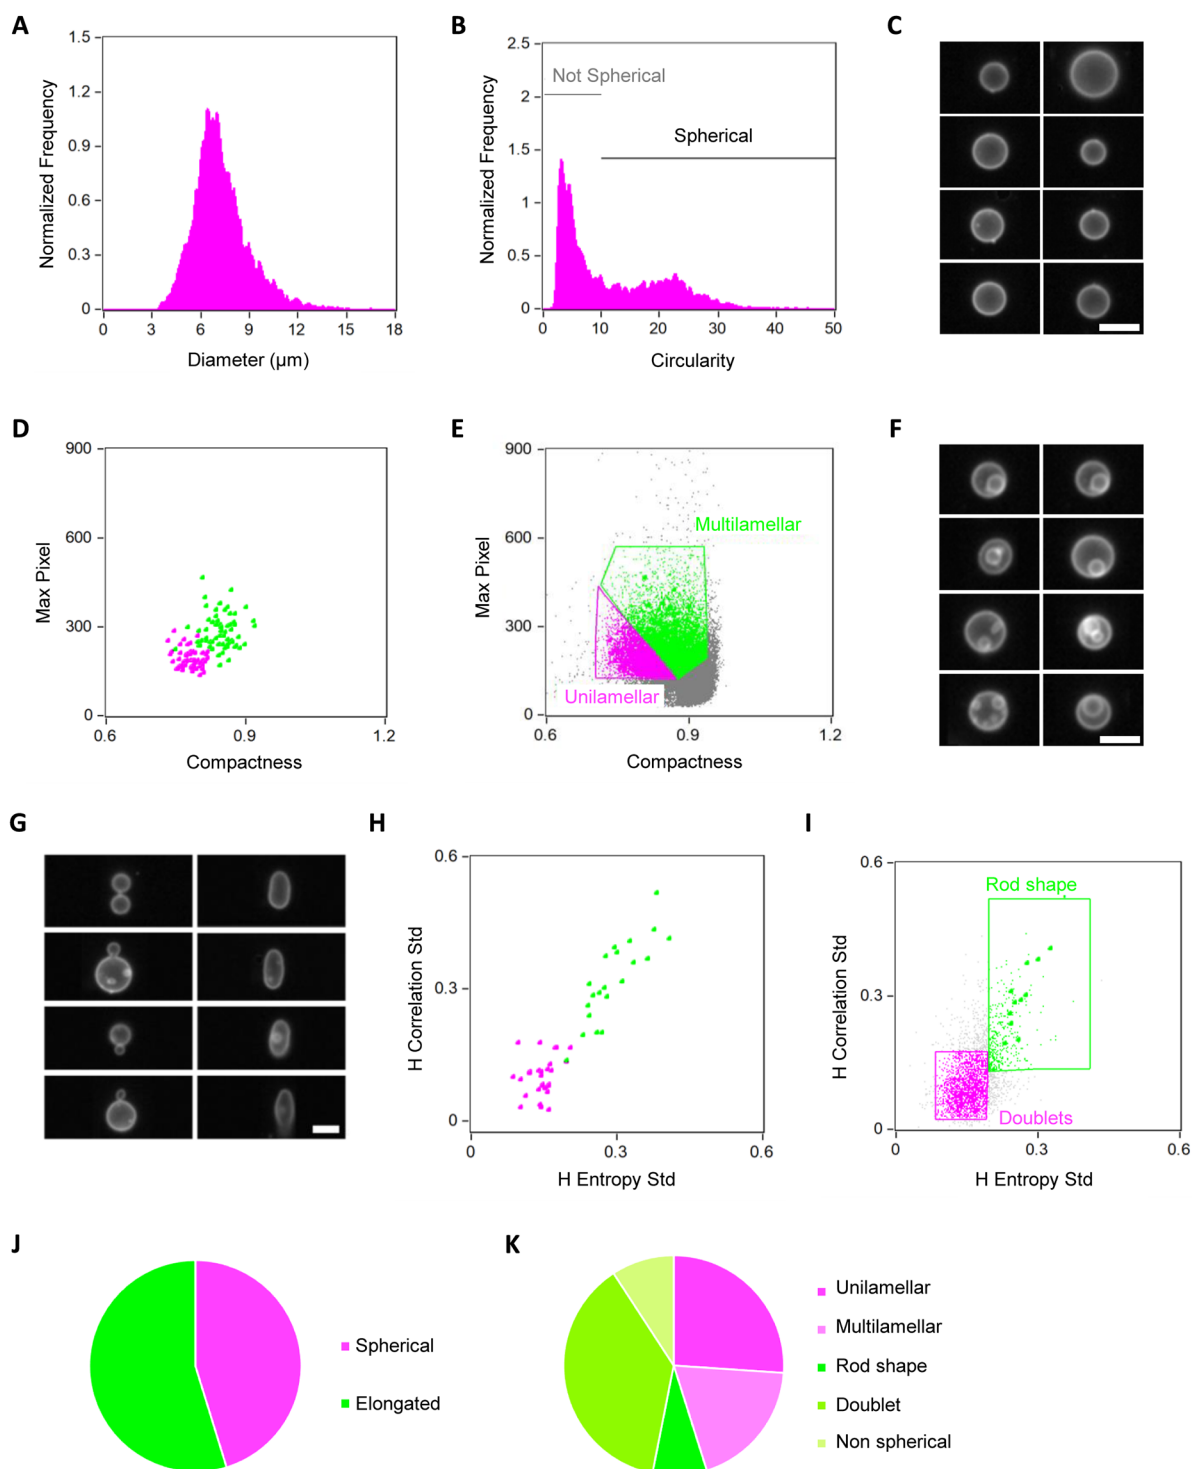 A
1.5
1.2
0.9
0.6
0.3
0
Normalized Frequency
0 3 6 9 12 15 18
Diameter (µm)
B
2.5
2
1.5
1
0.5
0
Normalized Frequency
Not Spherical
Spherical
0 10 20 30 40 50
Circularity
C
D
900
600
300
0
Max Pixel
0.6 0.9 1.2
Compactness
E
900
600
300
0
Max Pixel
Multilamellar
Unilamellar
0.6 0.9 1.2
Compactness
F
G
H
0.6
0.3
0
H Correlation Std
0 0.3 0.6
H Entropy Std
I
0.6
0.3
0
H Correlation Std
Rod shape
Doublets
0 0.3 0.6
H Entropy Std
J
Spherical
Elongated
K
Unilamellar
Multilamellar
Rod shape
Doublet
Non spherical